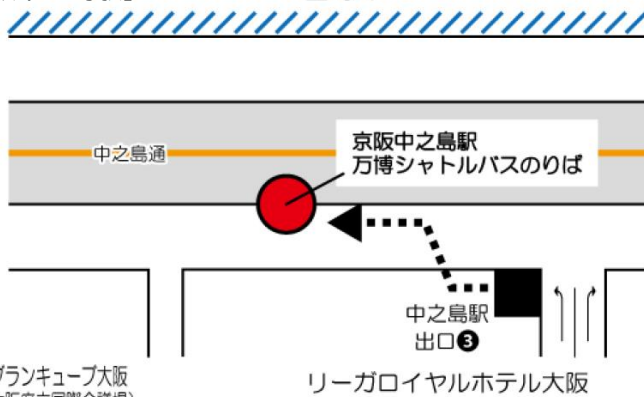 京阪中之島駅
万博シャトルバスのりば
中之島通
中之島駅
出口❸
グランキューブ大阪
リーガロイヤルホテル大阪